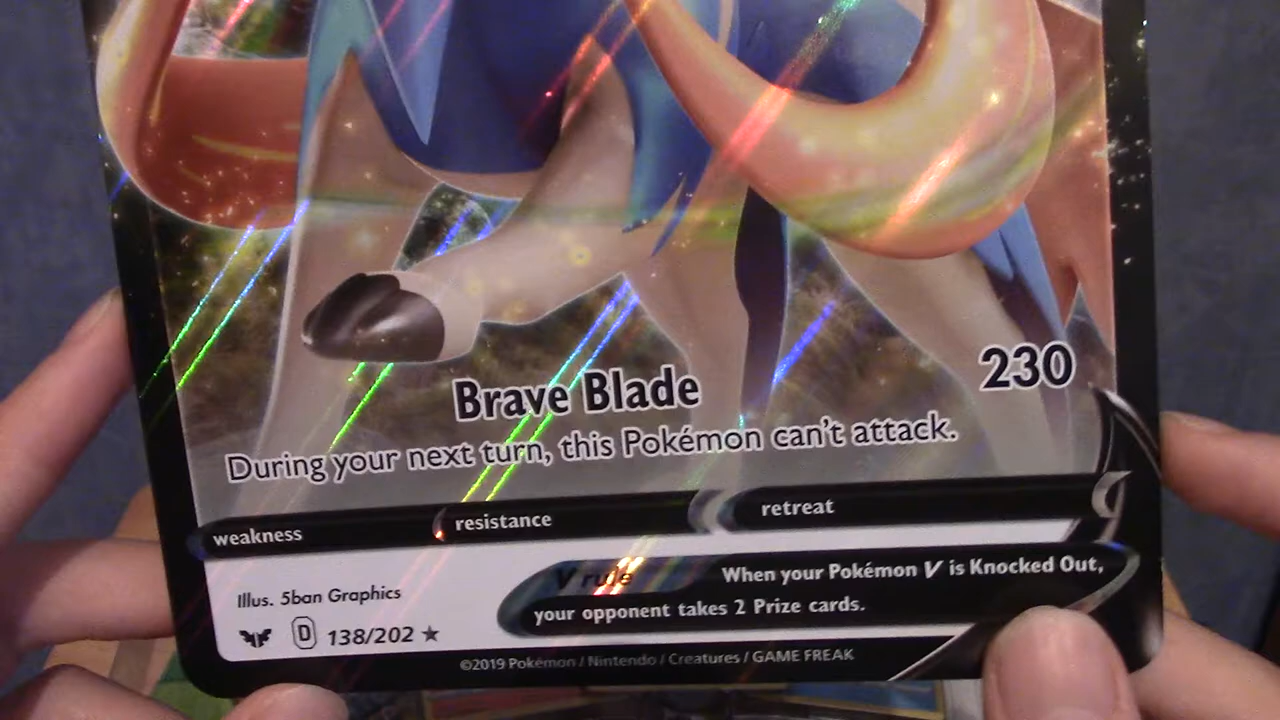 Brave Blade 230
During your next turn, this Pokémon can't attack.
weakness resistance retreat
V rule When your Pokémon V is Knocked Out,
your opponent takes 2 Prize cards.
Illus. 5ban Graphics
D 138/202 ★
©2019 Pokémon / Nintendo / Creatures / GAME FREAK